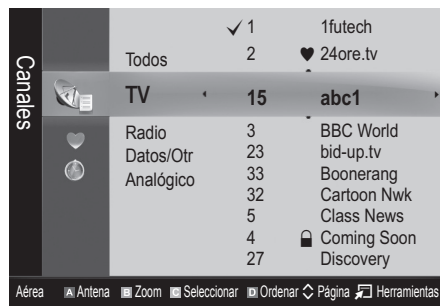 Canales
✓ 1 1futech
Todos 2 ♥ 24ore.tv
TV 15 abc1
Radio 3 BBC World
Datos/Otr 23 bid-up.tv
Analógico 33 Boonerang
32 Cartoon Nwk
5 Class News
4 Coming Soon
27 Discovery
Aérea A Antena B Zoom C Seleccionar D Ordenar Página Herramientas